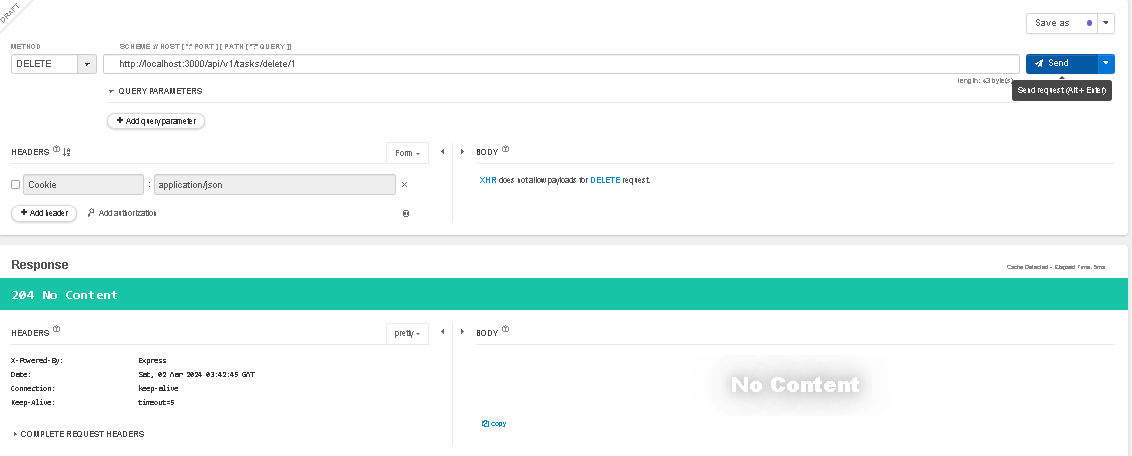 DRAFT
Save as
METHOD
SCHEME :// HOST [ ":" PORT ] [ PATH [ "?" QUERY ]]
DELETE
http://localhost:3000/api/v1/tasks/delete/1
Send
length: 43 byte(s)
Send request (Alt + Enter)
QUERY PARAMETERS
+ Add query parameter
HEADERS
Form
BODY
Cookie : application/json
XHR does not allow payloads for DELETE request.
+ Add header
Add authorization
Response
Cache Detected - Elapsed Time: 5ms
204 No Content
HEADERS
pretty
BODY
X-Powered-By: Express
Date: Sat, 02 Mar 2024 03:42:45 GMT
Connection: keep-alive
Keep-Alive: timeout=5
No Content
copy
COMPLETE REQUEST HEADERS